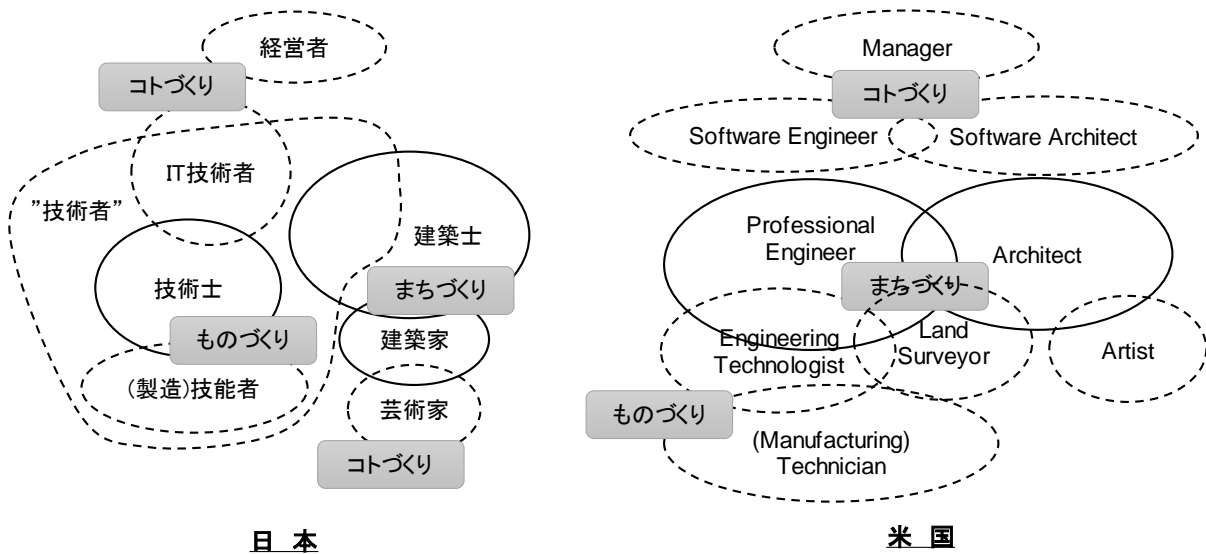 経営者
コトづくり
IT技術者
”技術者”
建築士
技術士
まちづくり
ものづくり
建築家
(製造)技能者
芸術家
コトづくり
日 本
Manager
コトづくり
Software Engineer
Software Architect
Professional
Engineer
Architect
まちづくり
Engineering
Technologist
Land
Surveyor
Artist
ものづくり
(Manufacturing)
Technician
米 国